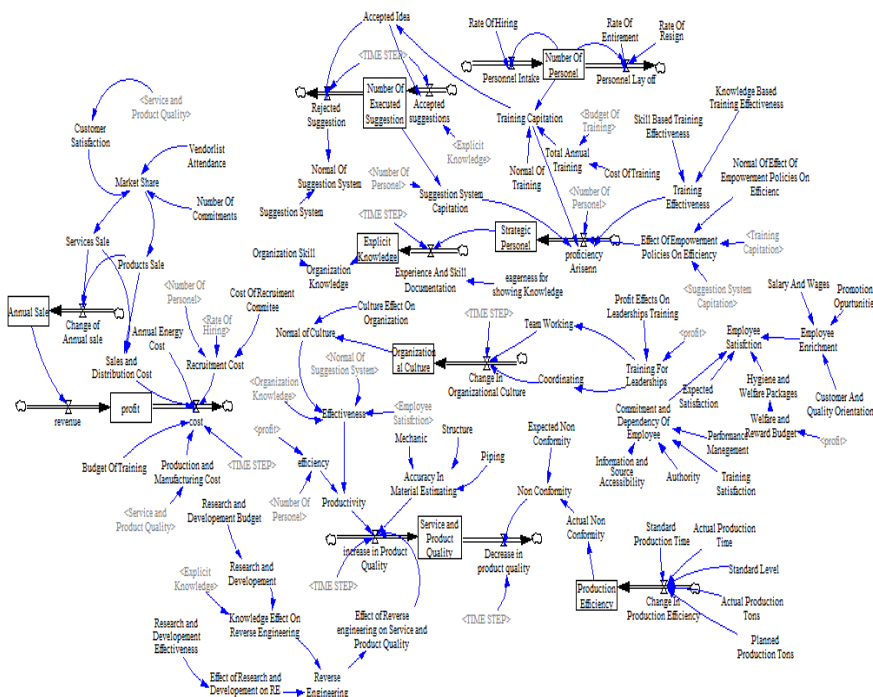 Accepted Idea
Rate Of Hiring
Rate Of
Entirement
Rate Of
Resign
<TIME STEP>
Personnel Intake
Number Of
Personel
Personnel Lay off
Knowledge Based
Training Effectiveness
<Service and
Product Quality>
Rejected
Suggestion
Number Of
Executed
Suggestion
Accepted
suggestions
Training Capitation
<Budget Of
Training>
Skill Based Training
Effectiveness
Customer
Satisfaction
Vendorlist
Attendance
Normal Of
Suggestion System
<Explicit
Knowledge>
Total Annual
Training
Normal Of
Training
Cost Of Training
Normal Of Effect Of
Empowerment Policies On
Efficienc
Market Share
<Number Of
Personel>
Suggestion System
Suggestion System
Capitation
<Number Of
Personel>
Training
Effectiveness
Number Of
Commitments
<TIME STEP>
Strategic
Personel
proficiency
Arisenn
Effect Of Empowerment
Policies On Efficiency
<Training
Capitation>
Services Sale
Explicit
Knowledge
Organization Skill
Organization
Knowledge
Experience And Skill
Documentation
eagerness for
showing Knowledge
<Suggestion System
Capitation>
Products Sale
<Number Of
Personel>
Cost Of Recruiment
Commitee
Annual Sale
Change of
Annual sale
<Rate Of
Hiring>
Annual Energy
Cost
Culture Effect On
Organization
<TIME STEP>
Profit Effects On
Leaderships Training
Salary And Wages
Promotion
Opurtunities
Normal of Culture
Team Working
<profit>
Employee
Satisfction
Employee
Enrichment
Sales and
Distribution Cost
Recruitment Cost
<Normal Of
Suggestion System>
Organization
al Culture
Change In
Organizational Culture
Coordinating
Training For
Leaderships
Expected
Satisfaction
Hygiene and
Welfare Packages
Customer And
Quality Orientation
<Organization
Knowledge>
revenue
profit
cost
Effectiveness
<Employee
Satisfiction>
Commitment and
Dependency Of
Employee
Welfare and
Reward Budget
<profit>
<profit>
Mechanic
Structure
Expected Non
Conformity
Performance
Manegement
Budget Of Training
Production and
Manufacturing Cost
<TIME STEP>
efficiency
Piping
Accuracy In
Material Estimating
Information and
Source
Accessibility
Authority
Training
Satisfaction
<Service and
Product Quality>
Research and
Development Budget
<Number Of
Personel>
Productivity
Non Conformity
increase in Product
Quality
Service and
Product
Quality
Decrease in
product quality
Actual Non
Conformity
Standard
Production Time
Actual Production
Time
Standard Level
<Explicit
Knowledge>
Research and
Developement
<TIME STEP>
<TIME STEP>
Production
Efficiency
Change In
Production Efficiency
Actual Production
Tons
Planned
Production Tons
Knowledge Effect On
Reverse Engineering
Effect of Reverse
engineering on Service and
Product Quality
Research and
Developement
Effectiveness
Effect of Research and
Development on RE
Reverse
Engineering